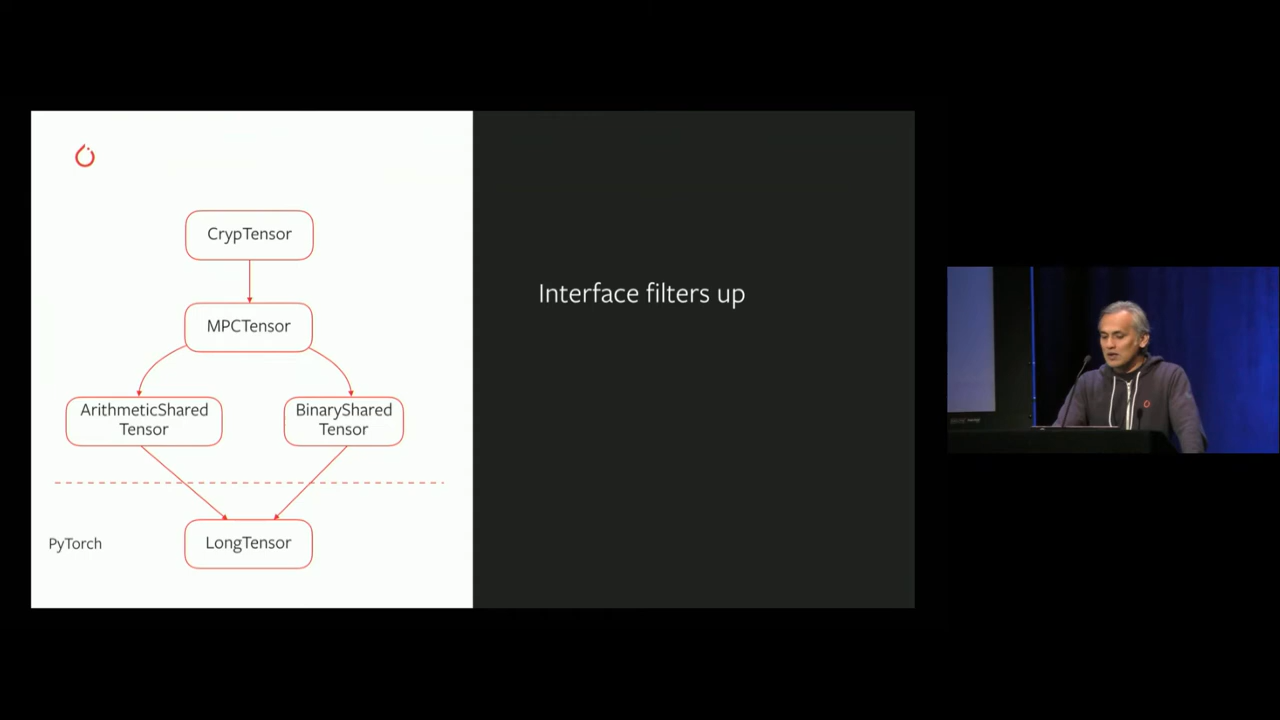 CrypTensor
MPCTensor
ArithmeticShared
Tensor
BinaryShared
Tensor
PyTorch
LongTensor
Interface filters up